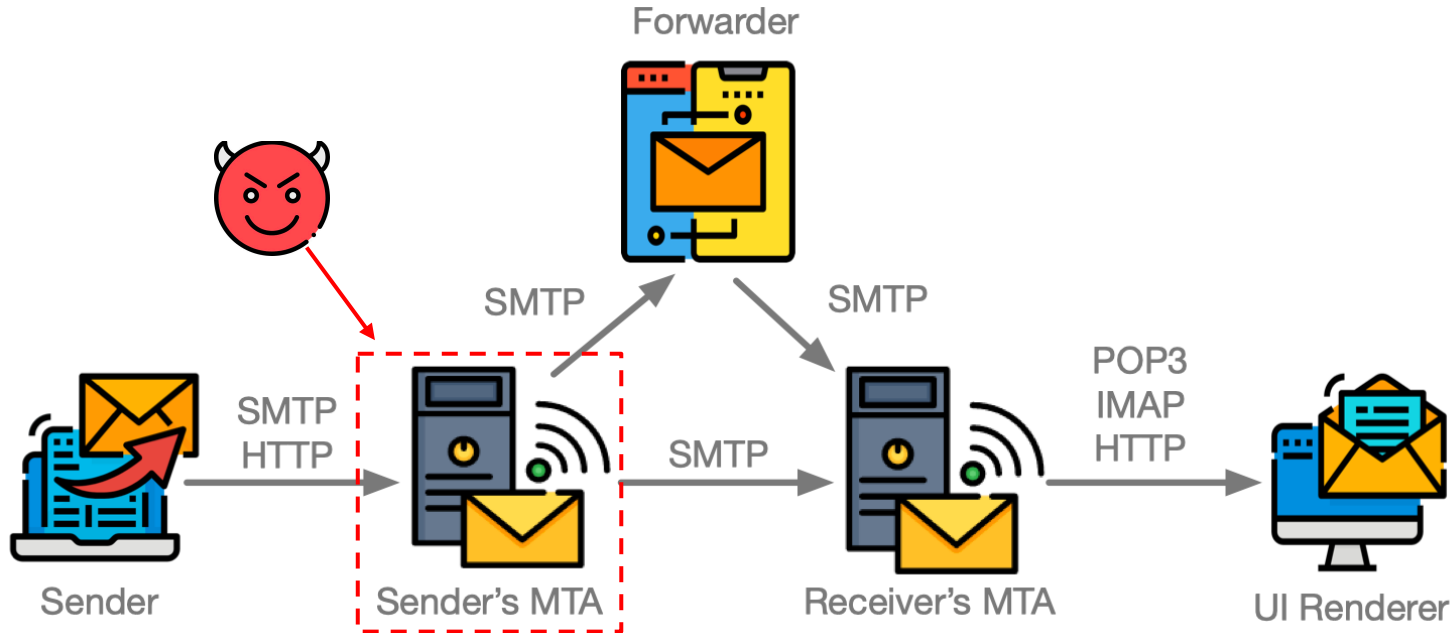 Forwarder
SMTP
SMTP
SMTP
HTTP
SMTP
POP3
IMAP
HTTP
Sender
Sender's MTA
Receiver's MTA
UI Renderer